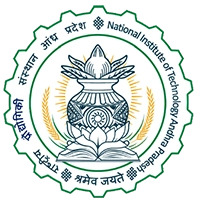 राष्ट्रीय प्रौद्योगिकी संस्थान आंध्र प्रदेश
National Institute of Technology Andhra Pradesh
श्रमेव जयते